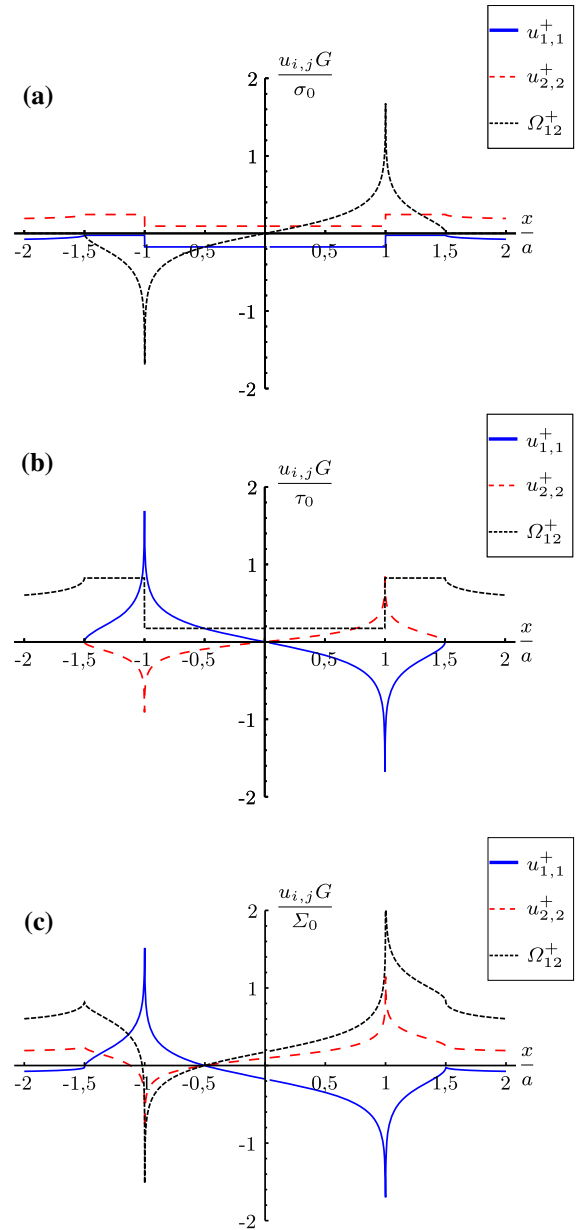 (a)
u_{i,j}G
σ_0
u^+_{1,1}
u^+_{2,2}
Ω^+_{12}
2
1
-1
-2
-2 -1,5 -1 -0,5 0 0,5 1 1,5 2
x
a
(b)
u_{i,j}G
τ_0
u^+_{1,1}
u^+_{2,2}
Ω^+_{12}
2
1
-1
-2
-2 -1,5 -1 -0,5 0 0,5 1 1,5 2
x
a
(c)
u_{i,j}G
Σ_0
u^+_{1,1}
u^+_{2,2}
Ω^+_{12}
2
1
-1
-2
-2 -1,5 -1 -0,5 0 0,5 1 1,5 2
x
a